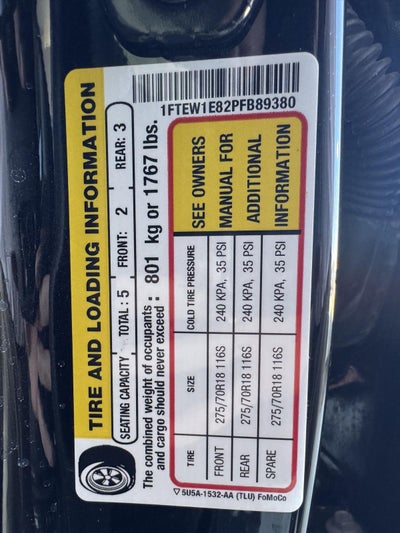 TIRE AND LOADING INFORMATION
SEATING CAPACITY TOTAL : 5 FRONT: 2 REAR: 3
The combined weight of occupants
and cargo should never exceed : 801 kg or 1767 lbs.
TIRE SIZE COLD TIRE PRESSURE SEE OWNERS
FRONT 275/70R18 116S 240 KPA, 35 PSI MANUAL FOR
REAR 275/70R18 116S 240 KPA, 35 PSI ADDITIONAL
SPARE 275/70R18 116S 240 KPA, 35 PSI INFORMATION
5U5A-1532-AA (TLU) FoMoCo
1FTEW1E82PFB89380